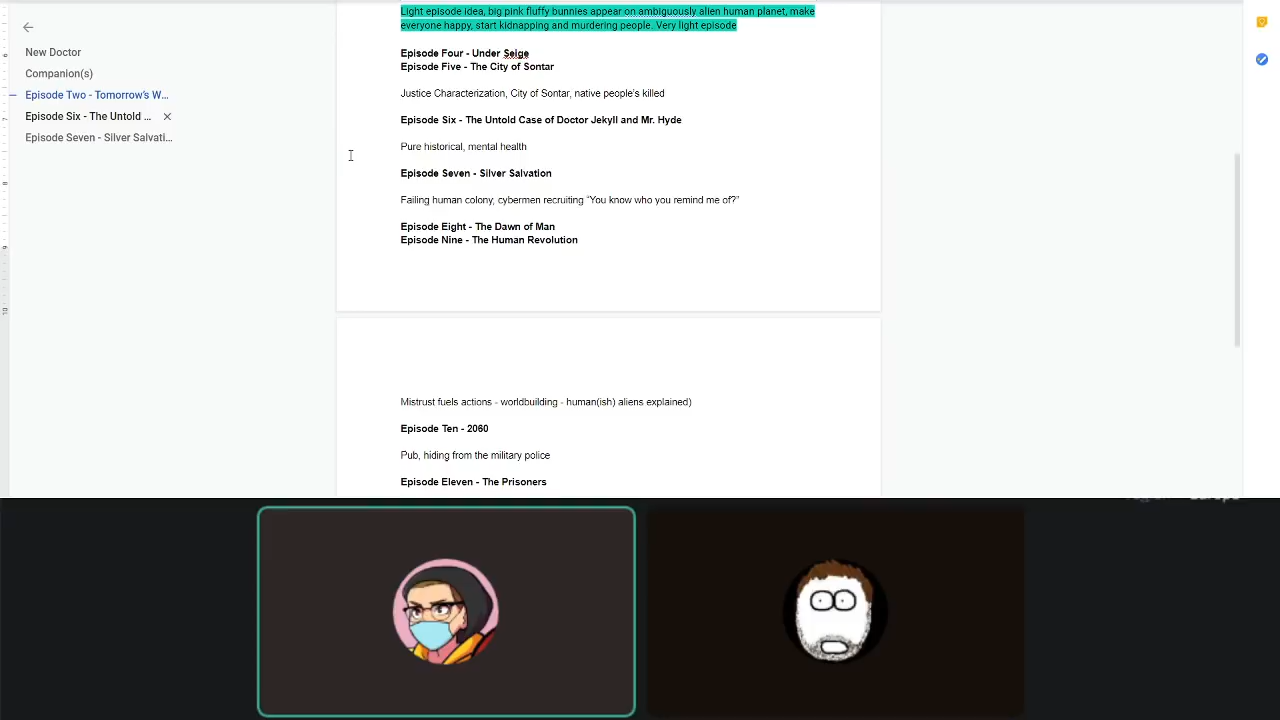 Light episode idea, big pink fluffy bunnies appear on ambiguously alien human planet, make
everyone happy, start kidnapping and murdering people. Very light episode
New Doctor
Companion(s)
Episode Two - Tomorrow's W...
Episode Six - The Untold ...
Episode Seven - Silver Salvati...
Episode Four - Under Seige
Episode Five - The City of Sontar
Justice Characterization, City of Sontar, native people's killed
Episode Six - The Untold Case of Doctor Jekyll and Mr. Hyde
Pure historical, mental health
Episode Seven - Silver Salvation
Failing human colony, cybermen recruiting "You know who you remind me of?"
Episode Eight - The Dawn of Man
Episode Nine - The Human Revolution
Mistrust fuels actions - worldbuilding - human(ish) aliens explained)
Episode Ten - 2060
Pub, hiding from the military police
Episode Eleven - The Prisoners